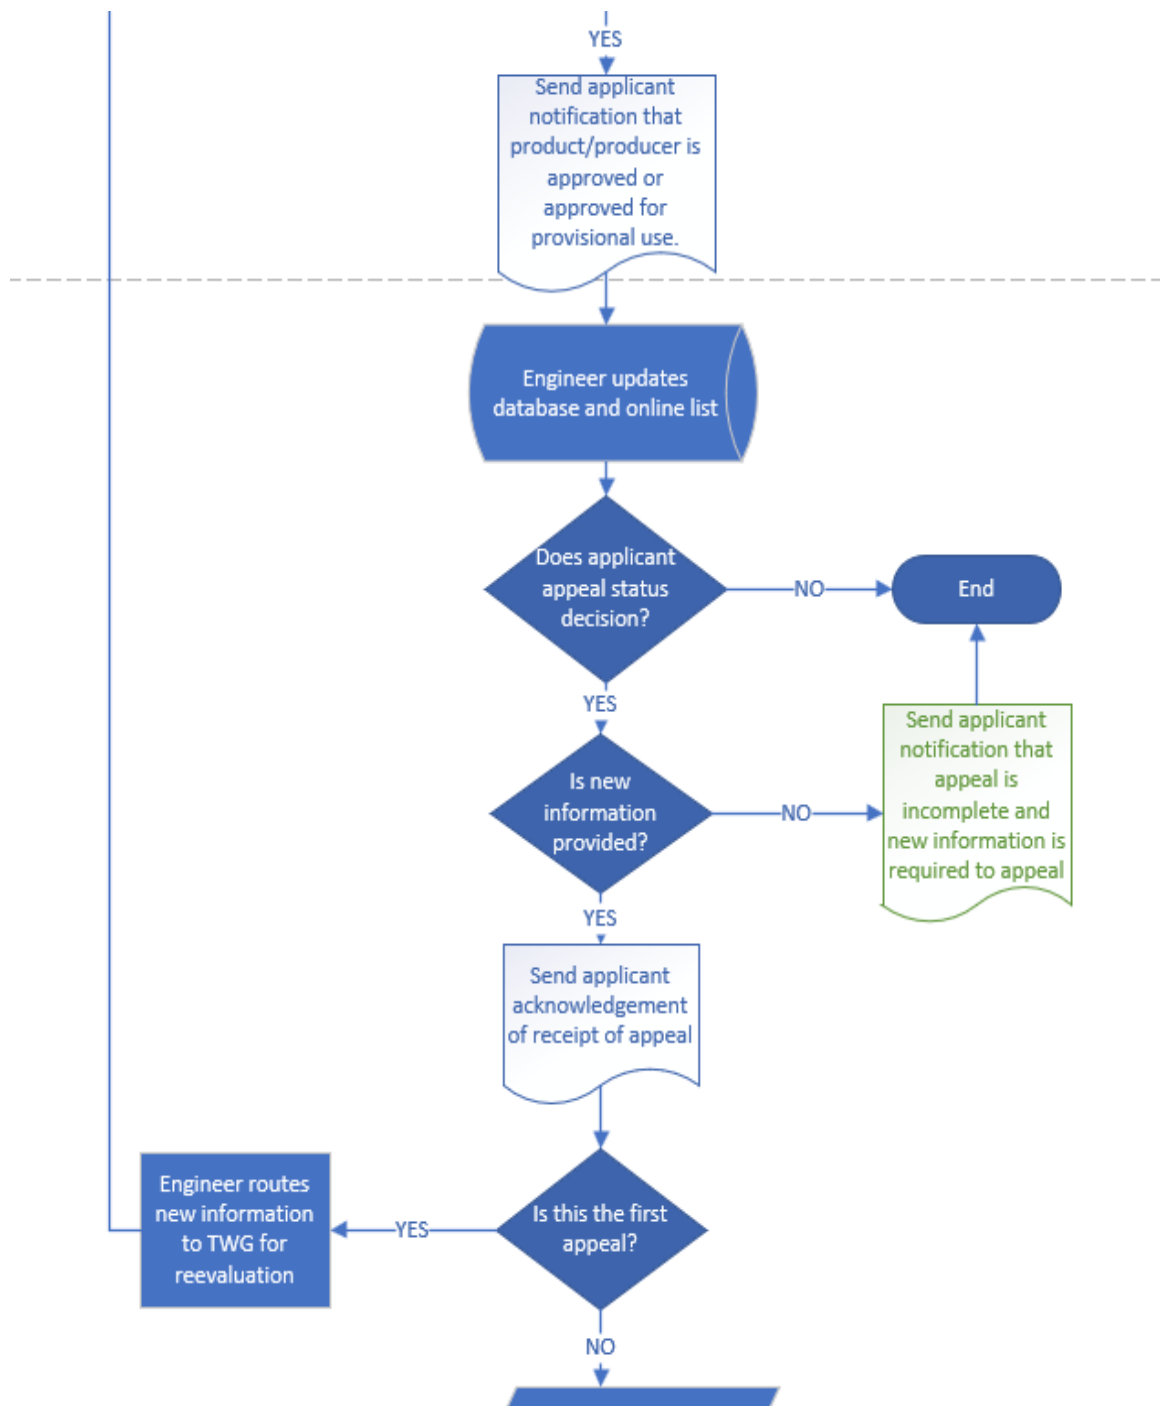 YES
Send applicant
notification that
product/producer is
approved or
approved for
provisional use.
Engineer updates
database and online list
Does applicant
appeal status
decision?
NO
End
YES
Send applicant
notification that
appeal is
incomplete and
new information is
required to appeal
Is new
information
provided?
NO
YES
Send applicant
acknowledgement
of receipt of appeal
Engineer routes
new information
to TWG for
reevaluation
YES
Is this the first
appeal?
NO